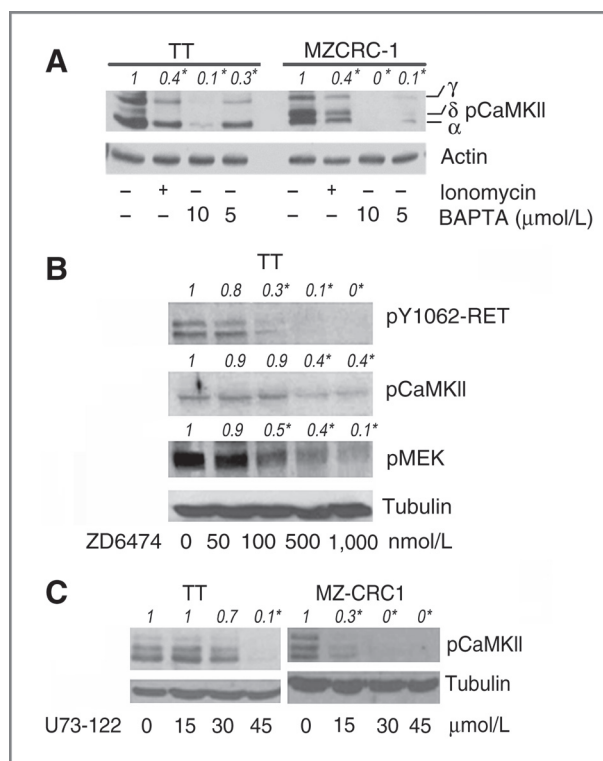 A
TT MZCRC-1
1 0.4* 0.1* 0.3* 1 0.4* 0* 0.1*
γ
δ pCaMKII
α
Actin
– + – – – + – – Ionomycin
– – 10 5 – – 10 5 BAPTA (μmol/L)
B
TT
1 0.8 0.3* 0.1* 0*
pY1062-RET
1 0.9 0.9 0.4* 0.4*
pCaMKII
1 0.9 0.5* 0.4* 0.1*
pMEK
Tubulin
ZD6474 0 50 100 500 1,000 nmol/L
C
TT MZ-CRC1
1 1 0.7 0.1* 1 0.3* 0* 0*
pCaMKII
Tubulin
U73-122 0 15 30 45 0 15 30 45 μmol/L